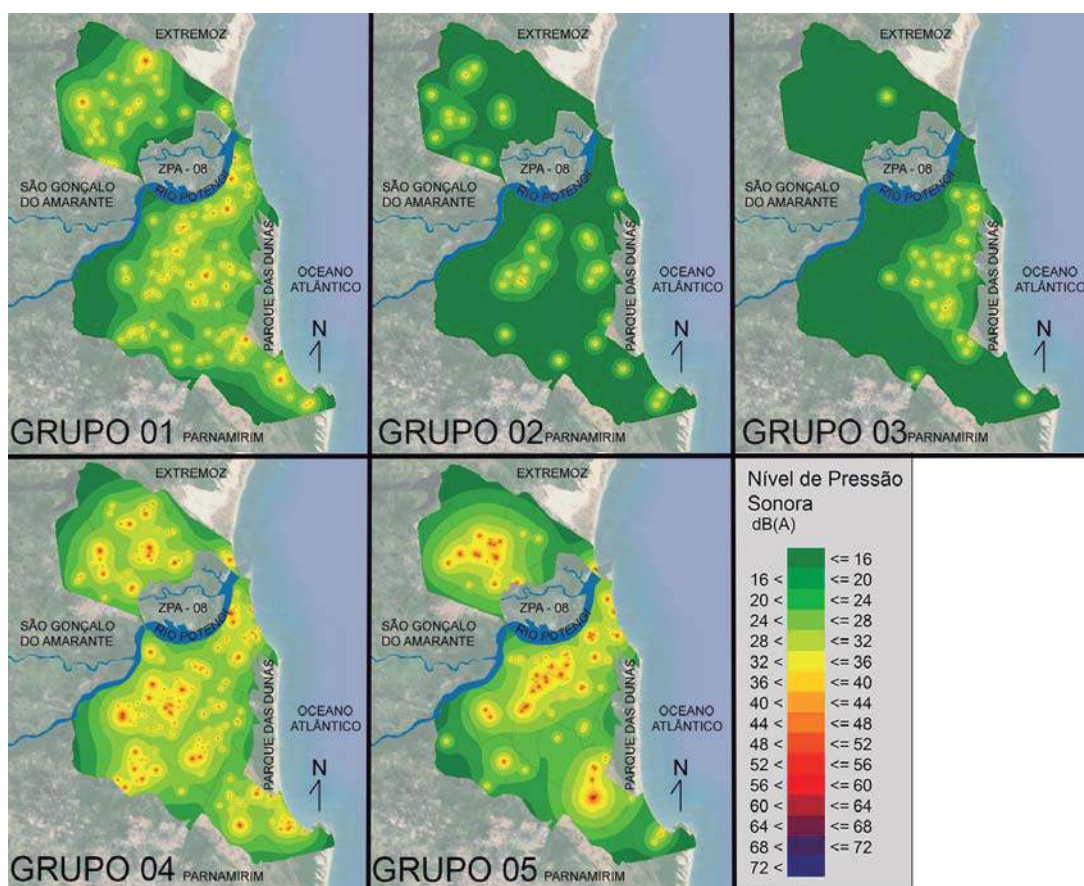 EXTREMOZ
ZPA - 08
RIO POTENGI
SÃO GONÇALO
DO AMARANTE
PARQUE DAS DUNAS
OCEANO
ATLÂNTICO
N
GRUPO 01
PARNAMIRIM
EXTREMOZ
ZPA - 08
RIO POTENGI
SÃO GONÇALO
DO AMARANTE
PARQUE DAS DUNAS
OCEANO
ATLÂNTICO
N
GRUPO 02
PARNAMIRIM
EXTREMOZ
ZPA - 08
RIO POTENGI
SÃO GONÇALO
DO AMARANTE
PARQUE DAS DUNAS
OCEANO
ATLÂNTICO
N
GRUPO 03
PARNAMIRIM
EXTREMOZ
ZPA - 08
RIO POTENGI
SÃO GONÇALO
DO AMARANTE
PARQUE DAS DUNAS
OCEANO
ATLÂNTICO
N
GRUPO 04
PARNAMIRIM
EXTREMOZ
ZPA - 08
RIO POTENGI
SÃO GONÇALO
DO AMARANTE
PARQUE DAS DUNAS
OCEANO
ATLÂNTICO
N
GRUPO 05
PARNAMIRIM
Nível de Pressão
Sonora
dB(A)
<= 16
16 < <= 20
20 < <= 24
24 < <= 28
28 < <= 32
32 < <= 36
36 < <= 40
40 < <= 44
44 < <= 48
48 < <= 52
52 < <= 56
56 < <= 60
60 < <= 64
64 < <= 68
68 < <= 72
72 <